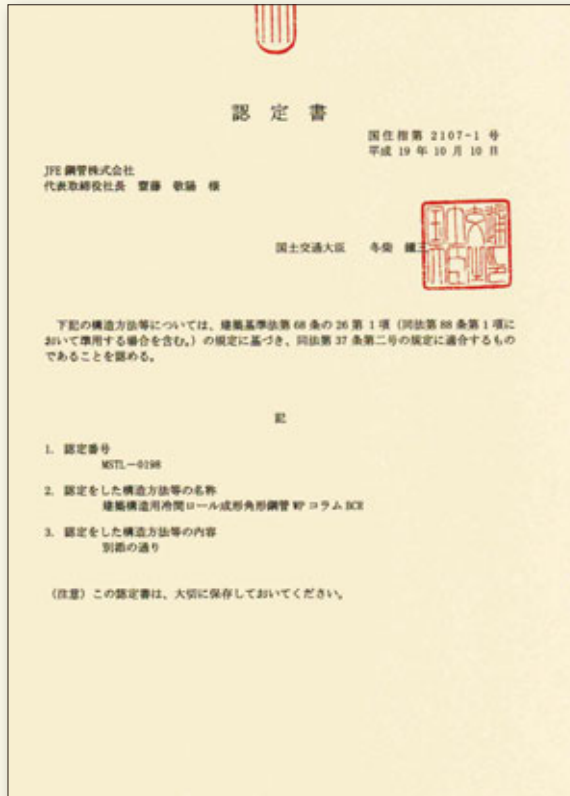 認定書
国住指第 2107-1 号
平成 19 年 10 月 10 日
JFE 鋼管株式会社
代表取締役社長 齋藤 敬陽 様
国土交通大臣 冬柴 鐵三
下記の構造方法等については、建築基準法第 68 条の 26 第 1 項（同法第 88 条第 1 項に
おいて準用する場合を含む。）の規定に基づき、同法第 37 条第二号の規定に適合するもの
であることを認める。
記
1. 認定番号
MSTL－0198
2. 認定をした構造方法等の名称
建築構造用冷間ロール成形角形鋼管 WP コラム BCR
3. 認定をした構造方法等の内容
別添の通り
（注意）この認定書は、大切に保存しておいてください。